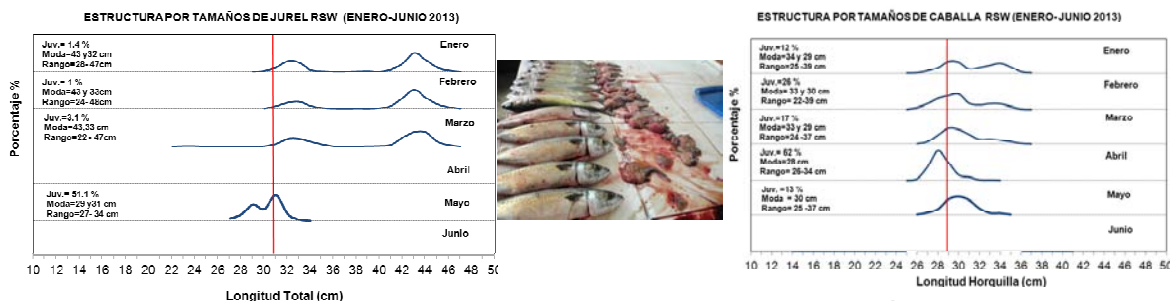 ESTRUCTURA POR TAMAÑOS DE JUREL RSW (ENERO-JUNIO 2013)
Porcentaje %
Juv.= 1.4 %
Moda=43 y32 cm
Rango=28- 47cm
Enero
Juv.= 1 %
Moda=43 y 33cm
Rango=24- 48cm
Febrero
Juv.=3.1 %
Moda=43,33 cm
Rango=22 - 47cm
Marzo
Abril
Juv.= 51.1 %
Moda=29 y31 cm
Rango=27- 34 cm
Mayo
Junio
10 12 14 16 18 20 22 24 26 28 30 32 34 36 38 40 42 44 46 48 50
Longitud Total (cm)
ESTRUCTURA POR TAMAÑOS DE CABALLA RSW (ENERO-JUNIO 2013)
Porcentaje %
Juv.=12 %
Moda=34 y 29 cm
Rango=25 -39 cm
Enero
Juv.=26 %
Moda= 33 y 30 cm
Rango= 22-39 cm
Febrero
Juv.= 17 %
Moda=33 y 29 cm
Rango=24 -37 cm
Marzo
Juv.= 62 %
Moda=28 cm
Rango= 26-34 cm
Abril
Juv. =13 %
Moda = 30 cm
Rango= 25 -37 cm
Mayo
Junio
10 12 14 16 18 20 22 24 26 28 30 32 34 36 38 40 42 44 46 48 50
Longitud Horquilla (cm)